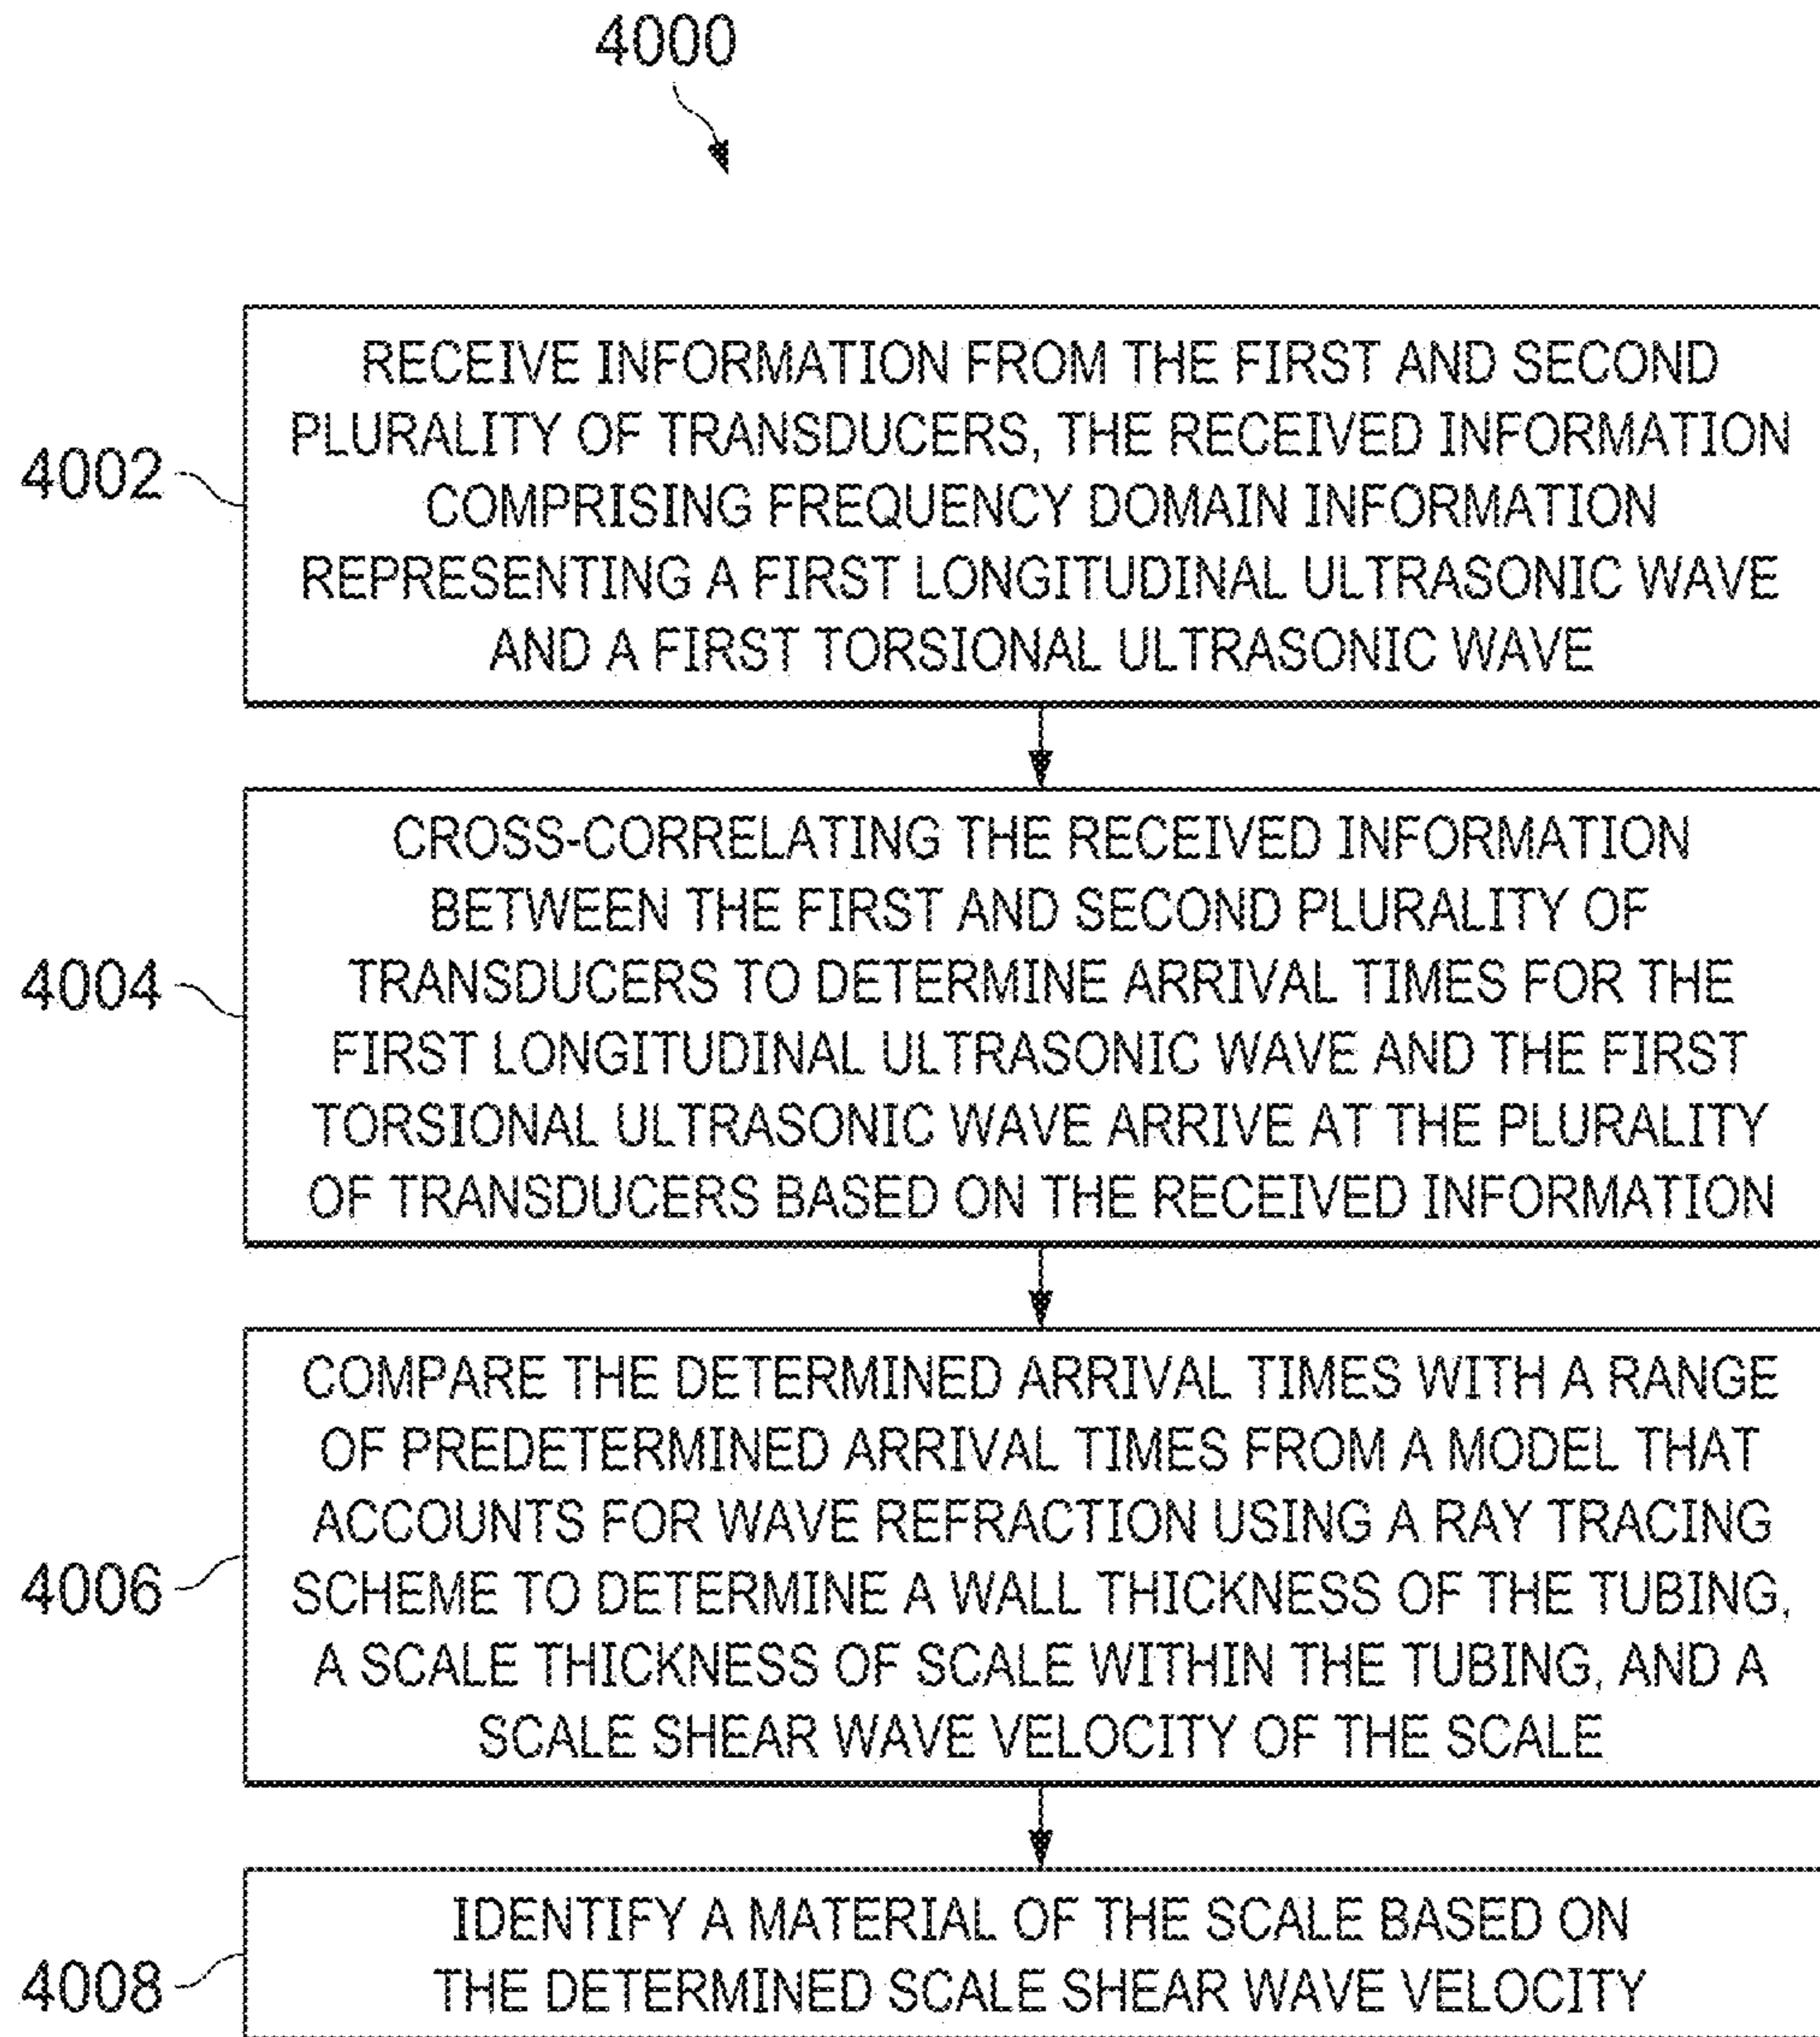 4000
RECEIVE INFORMATION FROM THE FIRST AND SECOND
PLURALITY OF TRANSDUCERS, THE RECEIVED INFORMATION
4002
COMPRISING FREQUENCY DOMAIN INFORMATION
REPRESENTING A FIRST LONGITUDINAL ULTRASONIC WAVE
AND A FIRST TORSIONAL ULTRASONIC WAVE
CROSS-CORRELATING THE RECEIVED INFORMATION
BETWEEN THE FIRST AND SECOND PLURALITY OF
4004
TRANSDUCERS TO DETERMINE ARRIVAL TIMES FOR THE
FIRST LONGITUDINAL ULTRASONIC WAVE AND THE FIRST
TORSIONAL ULTRASONIC WAVE ARRIVE AT THE PLURALITY
OF TRANSDUCERS BASED ON THE RECEIVED INFORMATION
COMPARE THE DETERMINED ARRIVAL TIMES WITH A RANGE
OF PREDETERMINED ARRIVAL TIMES FROM A MODEL THAT
ACCOUNTS FOR WAVE REFRACTION USING A RAY TRACING
4006
SCHEME TO DETERMINE A WALL THICKNESS OF THE TUBING,
A SCALE THICKNESS OF SCALE WITHIN THE TUBING, AND A
SCALE SHEAR WAVE VELOCITY OF THE SCALE
IDENTIFY A MATERIAL OF THE SCALE BASED ON
4008
THE DETERMINED SCALE SHEAR WAVE VELOCITY